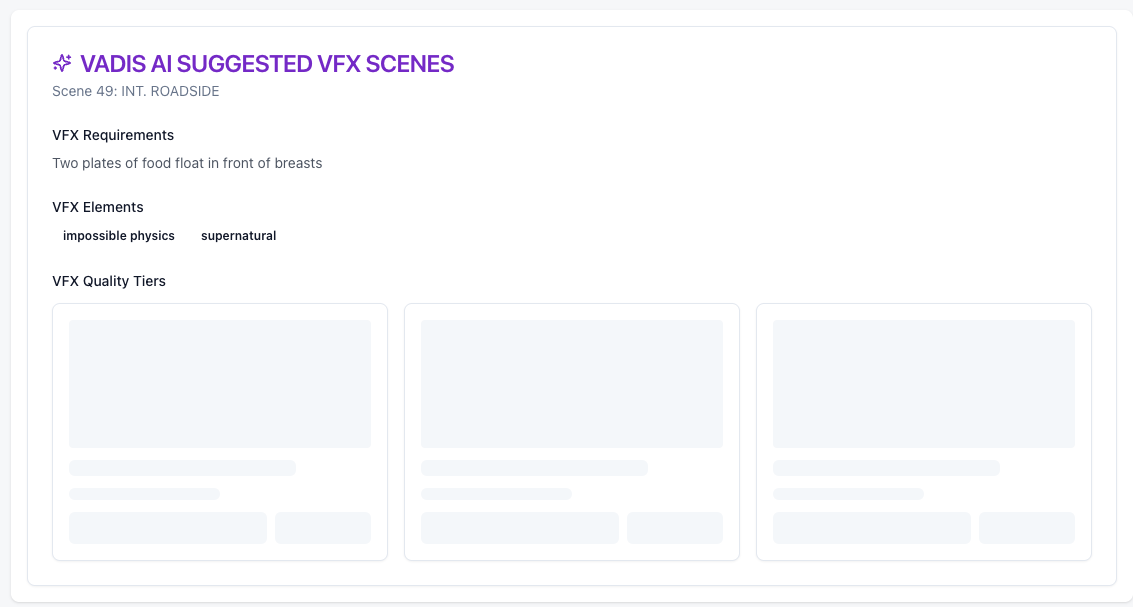 VADIS AI SUGGESTED VFX SCENES
Scene 49: INT. ROADSIDE
VFX Requirements
Two plates of food float in front of breasts
VFX Elements
impossible physics supernatural
VFX Quality Tiers